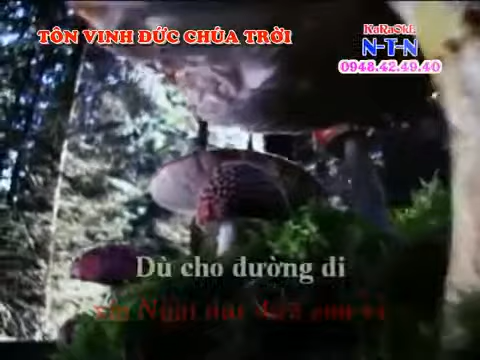 TÔN VINH ĐỨC CHÚA TRỜI
KaRaOkE
N-T-N
0948.42.49.40
Dù cho đường đi